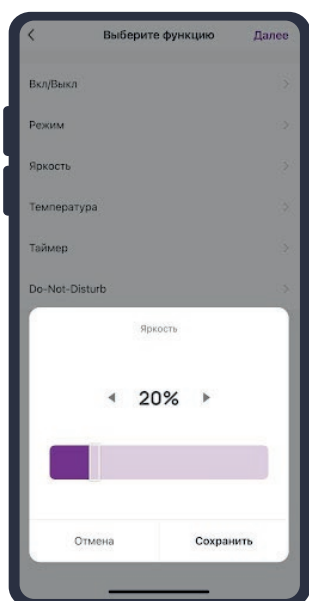 Выберите функцию Далее
Вкл/Выкл
Режим
Яркость
Температура
Таймер
Do-Not-Disturb
Яркость
20%
Отмена Сохранить